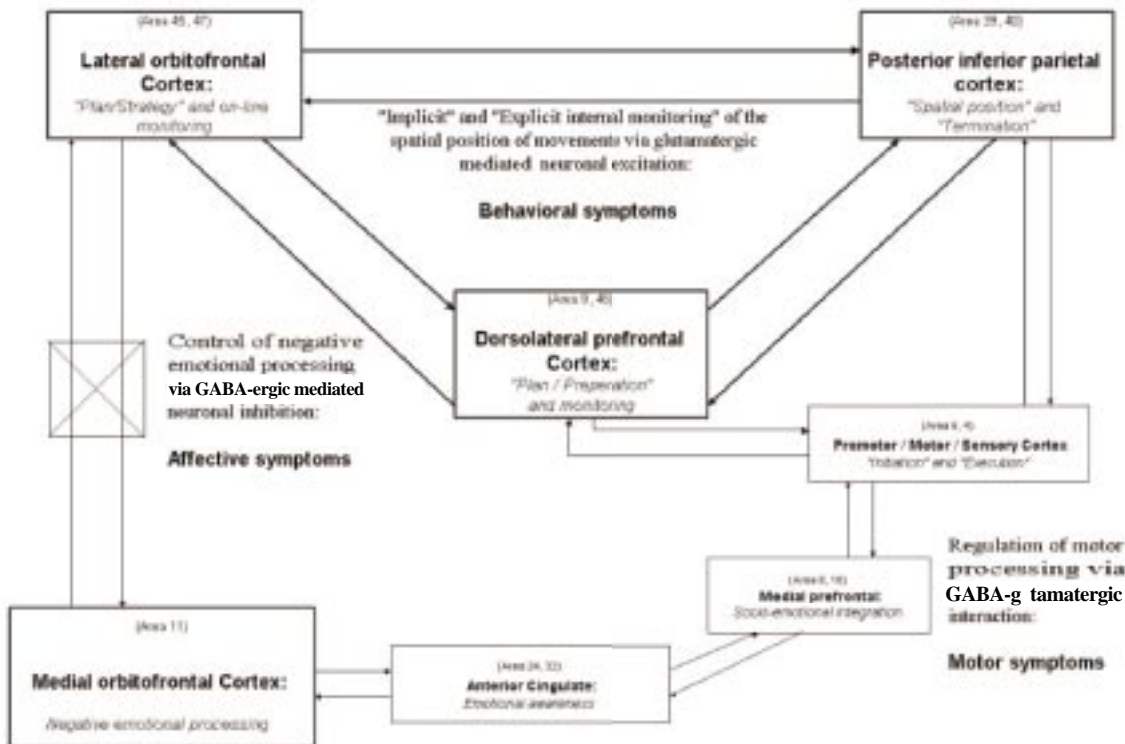 (Area 46, 47)
Lateral orbitofrontal
Cortex:
"Plan/Strategy" and on-line
monitoring
(Area 39, 40)
Posterior inferior parietal
cortex:
"Spatial position" and
"Termination"
"Implicit" and "Explicit internal monitoring" of the
spatial position of movements via glutamatergic
mediated neuronal excitation:
Behavioral symptoms
(Area 9, 46)
Dorsolateral prefrontal
Cortex:
"Plan / Preperation"
and monitoring
Control of negative
emotional processing
via GABA-ergic mediated
neuronal inhibition:
Affective symptoms
(Area 6, 4)
Premotor / Motor / Sensory Cortex
"Initiation" and "Execution"
Regulation of motor
processing via
GABA-g tamatergic
interaction:
Motor symptoms
(Area
Medial prefrontal:
Socio-emotional integration
(Area 11)
Medial orbitofrontal Cortex:
Negative emotional processing
(Area 24, 32)
Anterior Cingulate:
Emotional awareness